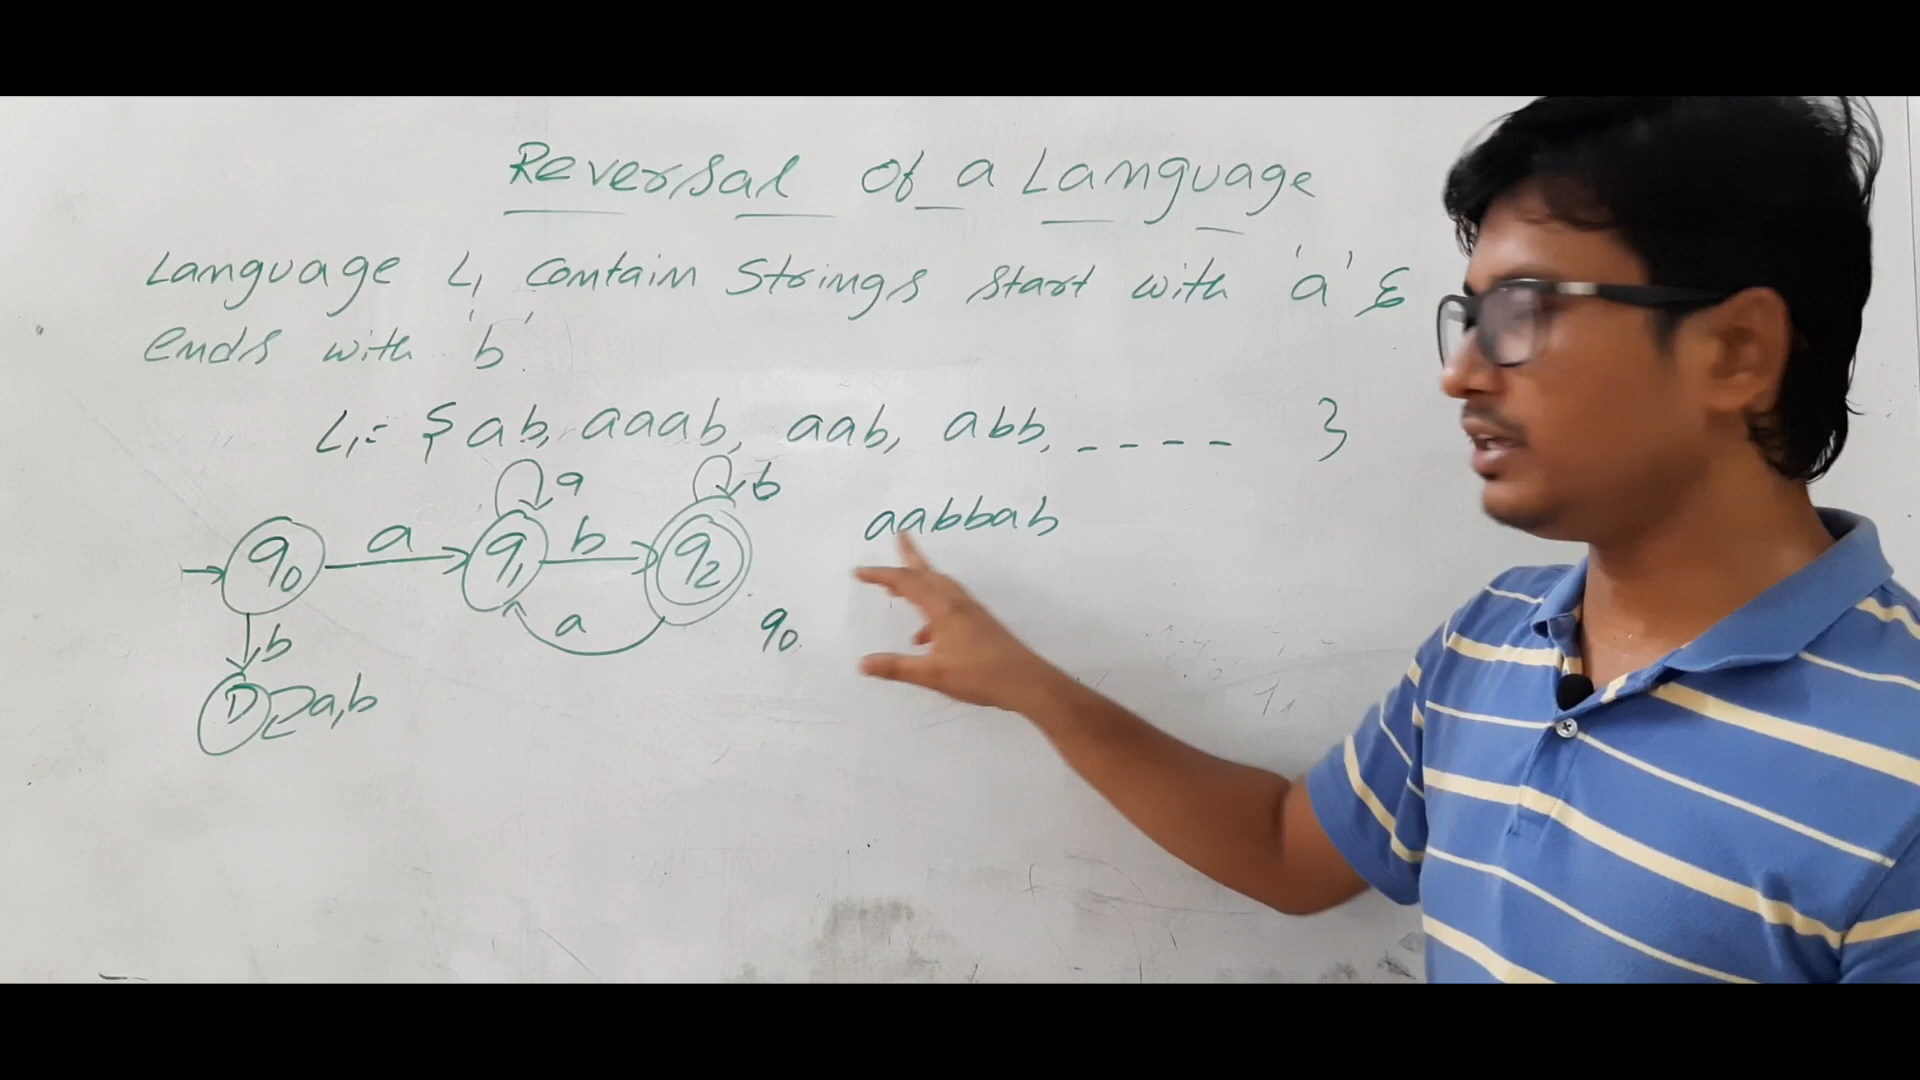 Reversal of a Language
Language L1 contain Strings start with 'a' &
ends with 'b'.
L1= { ab, aaab, aab, abb, - - - - }
a b
q0 a q1 b q2 aabbab
a q0
b
D a,b